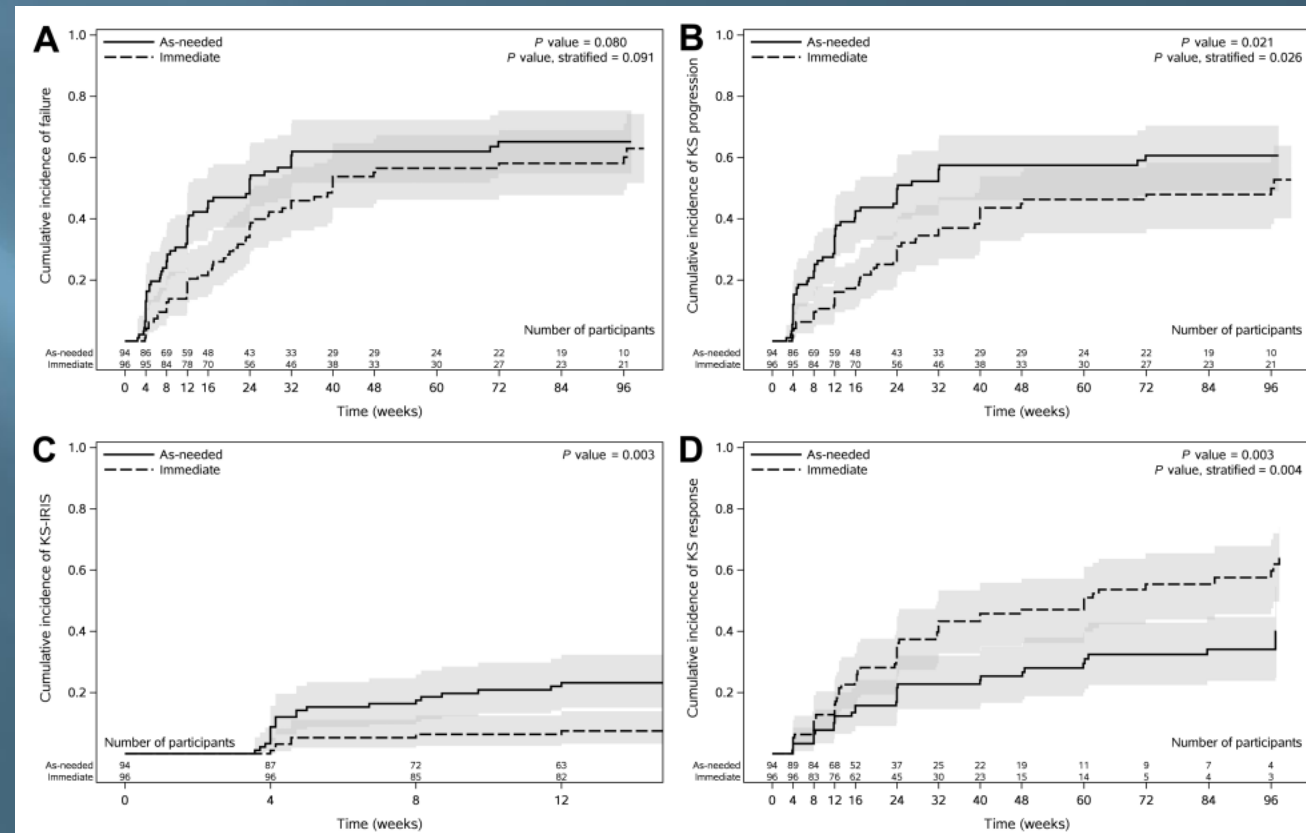 A
As-needed
Immediate
P value = 0.080
P value, stratified = 0.091
Cumulative incidence of failure
1.0
0.8
0.6
0.4
0.2
Number of participants
As-needed 94 86 69 59 48 43 33 29 29 24 22 19 10
Immediate 96 95 84 78 70 56 46 38 33 30 27 23 21
0 4 8 12 16 24 32 40 48 60 72 84 96
Time (weeks)
B
As-needed
Immediate
P value = 0.021
P value, stratified = 0.026
Cumulative incidence of KS progression
1.0
0.8
0.6
0.4
0.2
Number of participants
As-needed 94 86 69 59 48 43 33 29 29 24 22 19 10
Immediate 96 95 84 78 70 56 46 38 33 30 27 23 21
0 4 8 12 16 24 32 40 48 60 72 84 96
Time (weeks)
C
As-needed
Immediate
P value = 0.003
Cumulative incidence of KS-IRIS
1.0
0.8
0.6
0.4
0.2
Number of participants
As-needed 94 87 72 63
Immediate 96 96 85 82
0 4 8 12
Time (weeks)
D
As-needed
Immediate
P value = 0.003
P value, stratified = 0.004
Cumulative incidence of KS response
1.0
0.8
0.6
0.4
0.2
Number of participants
As-needed 94 89 84 68 52 37 25 22 19 11 9 7 4
Immediate 96 96 83 76 62 45 30 23 15 14 5 4 3
0 4 8 12 16 24 32 40 48 60 72 84 96
Time (weeks)